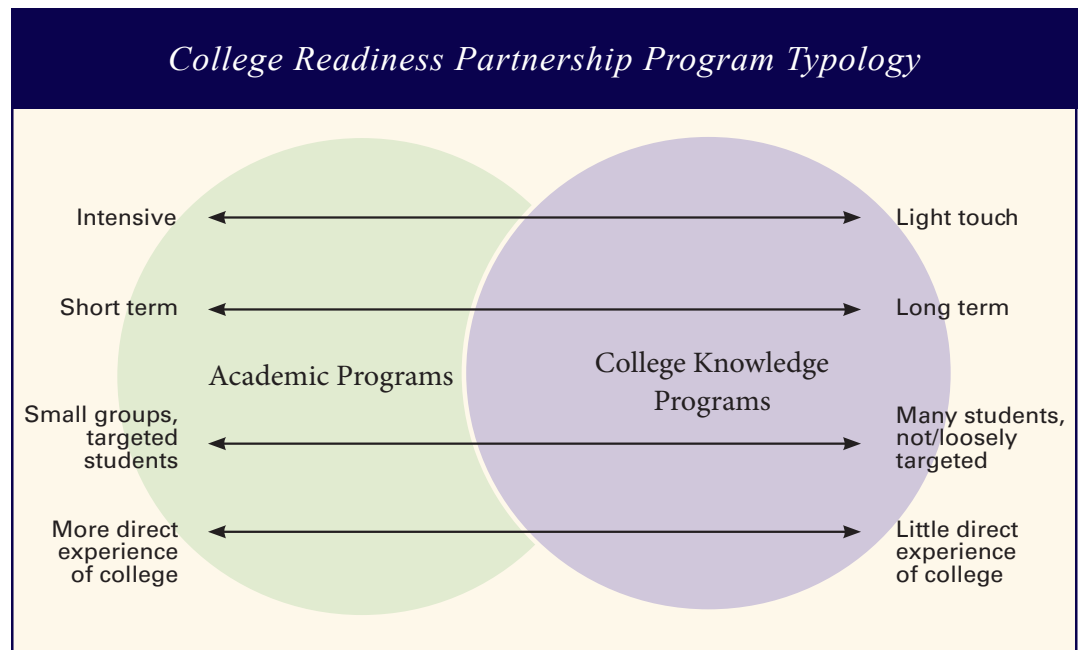 College Readiness Partnership Program Typology
Intensive
Light touch
Short term
Long term
Academic Programs
College Knowledge
Programs
Small groups,
targeted
students
Many students,
not/loosely
targeted
More direct
experience
of college
Little direct
experience
of college